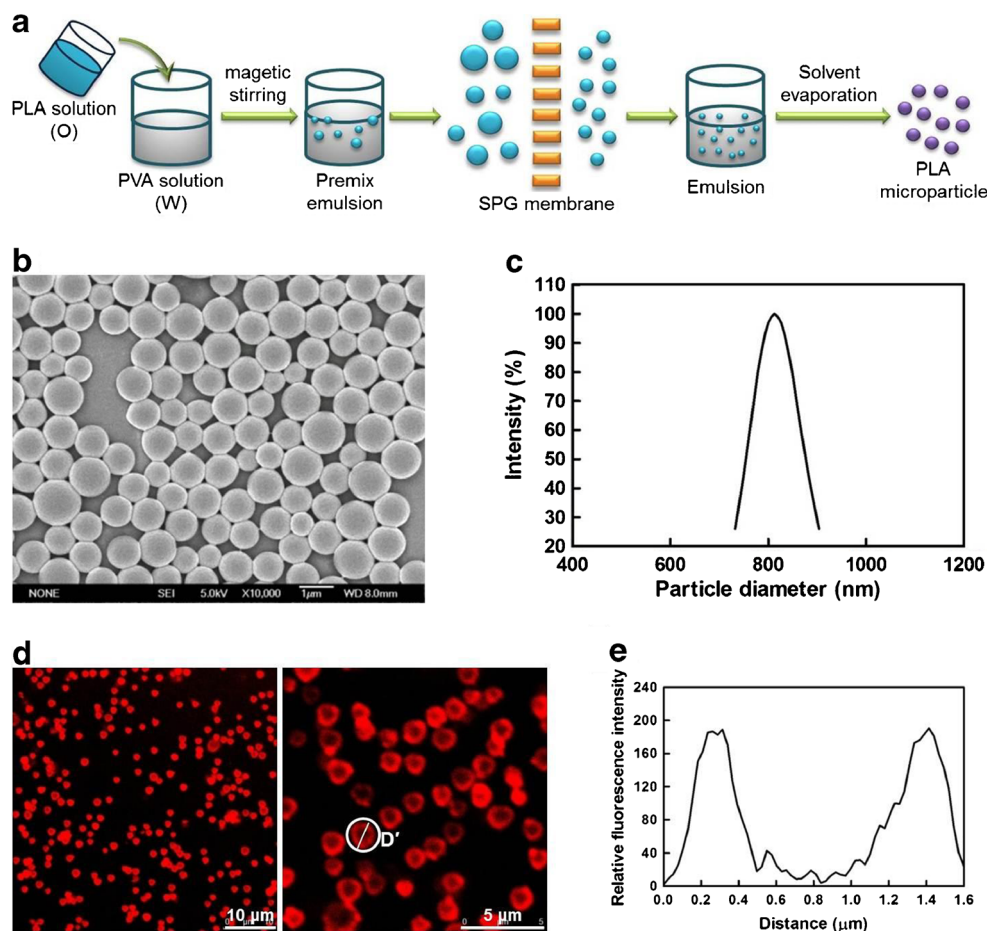 a
PLA solution
(O)
PVA solution
(W)
magetic
stirring
Premix
emulsion
SPG membrane
Emulsion
Solvent
evaporation
PLA
microparticle
b
NONE SEI 5.0kV X10,000 1μm WD 8.0mm
c
Intensity (%)
110
100
90
80
70
60
50
40
30
20
400 600 800 1000 1200
Particle diameter (nm)
d
10 μm
D′
5 μm
0 μm 5
e
Relative fluorescence intensity
240
200
160
120
80
40
0
0.0 0.2 0.4 0.6 0.8 1.0 1.2 1.4 1.6
Distance (μm)